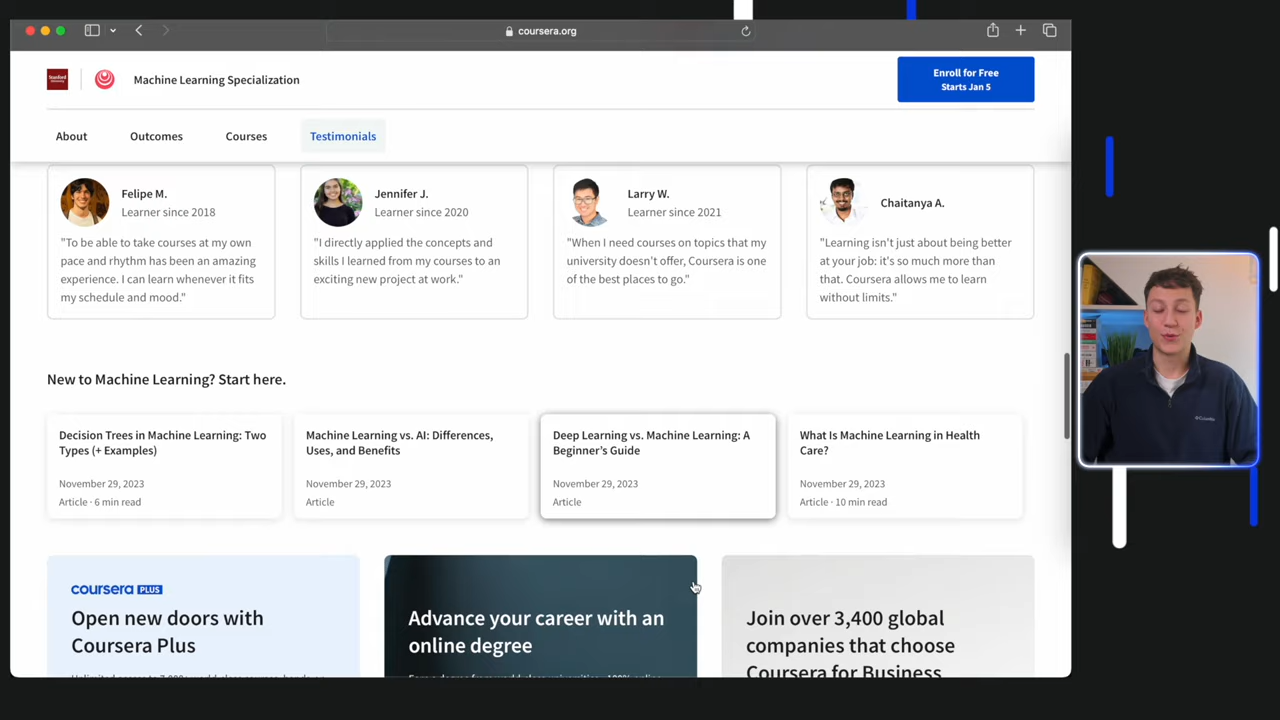 coursera.org
Machine Learning Specialization
Enroll for Free
Starts Jan 5
About
Outcomes
Courses
Testimonials
Felipe M.
Learner since 2018
"To be able to take courses at my own
pace and rhythm has been an amazing
experience. I can learn whenever it fits
my schedule and mood."
Jennifer J.
Learner since 2020
"I directly applied the concepts and
skills I learned from my courses to an
exciting new project at work."
Larry W.
Learner since 2021
"When I need courses on topics that my
university doesn't offer, Coursera is one
of the best places to go."
Chaitanya A.
"Learning isn't just about being better
at your job: it's so much more than
that. Coursera allows me to learn
without limits."
New to Machine Learning? Start here.
Decision Trees in Machine Learning: Two
Types (+ Examples)
November 29, 2023
Article · 6 min read
Machine Learning vs. AI: Differences,
Uses, and Benefits
November 29, 2023
Article
Deep Learning vs. Machine Learning: A
Beginner's Guide
November 29, 2023
Article
What Is Machine Learning in Health
Care?
November 29, 2023
Article · 10 min read
coursera PLUS
Open new doors with
Coursera Plus
Advance your career with an
online degree
Join over 3,400 global
companies that choose
Coursera for Business